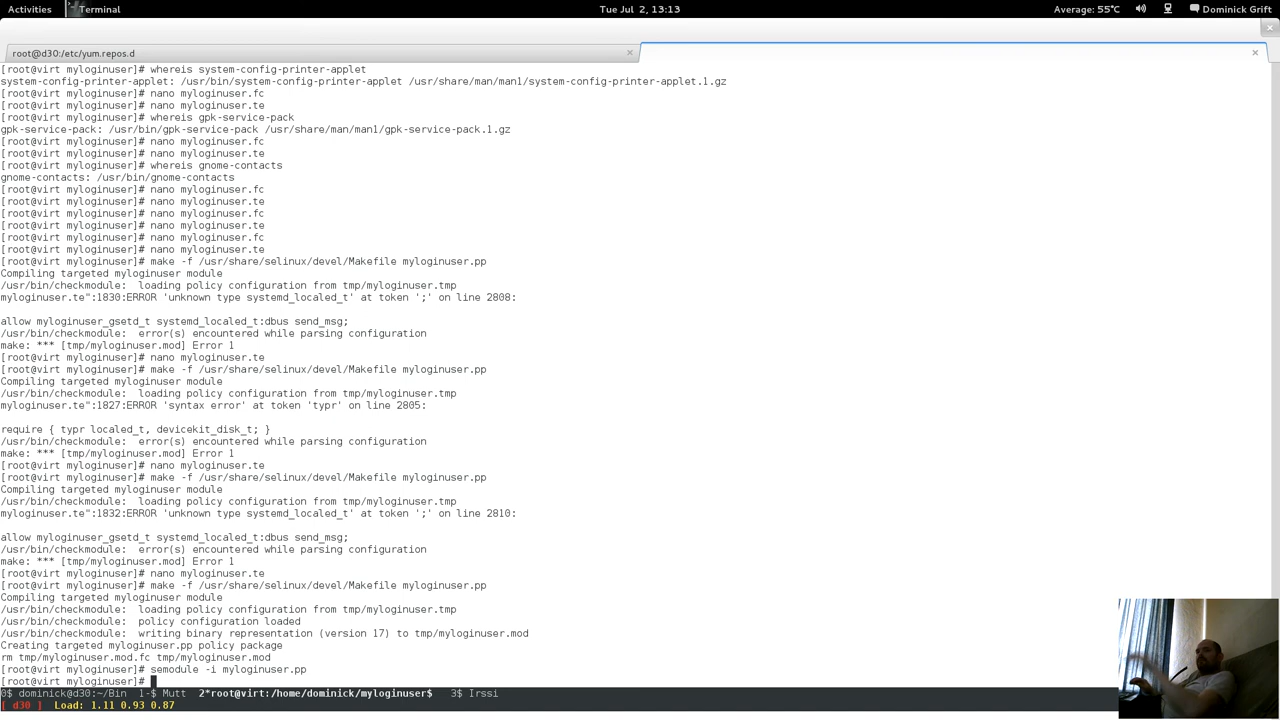 Activities
Terminal
Tue Jul 2, 13:13
Average: 55°C
Dominick Grift
root@d30:/etc/yum.repos.d
[root@virt myloginuser]# whereis system-config-printer-applet
system-config-printer-applet: /usr/bin/system-config-printer-applet /usr/share/man/man1/system-config-printer-applet.1.gz
[root@virt myloginuser]# nano myloginuser.fc
[root@virt myloginuser]# nano myloginuser.te
[root@virt myloginuser]# whereis gpk-service-pack
gpk-service-pack: /usr/bin/gpk-service-pack /usr/share/man/man1/gpk-service-pack.1.gz
[root@virt myloginuser]# nano myloginuser.fc
[root@virt myloginuser]# nano myloginuser.te
[root@virt myloginuser]# whereis gnome-contacts
gnome-contacts: /usr/bin/gnome-contacts
[root@virt myloginuser]# nano myloginuser.fc
[root@virt myloginuser]# nano myloginuser.te
[root@virt myloginuser]# nano myloginuser.fc
[root@virt myloginuser]# nano myloginuser.te
[root@virt myloginuser]# nano myloginuser.fc
[root@virt myloginuser]# nano myloginuser.te
[root@virt myloginuser]# make -f /usr/share/selinux/devel/Makefile myloginuser.pp
Compiling targeted myloginuser module
/usr/bin/checkmodule:  loading policy configuration from tmp/myloginuser.tmp
myloginuser.te":1830:ERROR 'unknown type systemd_localed_t' at token ';' on line 2808:
allow myloginuser_gsetd_t systemd_localed_t:dbus send_msg;
/usr/bin/checkmodule:  error(s) encountered while parsing configuration
make: *** [tmp/myloginuser.mod] Error 1
[root@virt myloginuser]# nano myloginuser.te
[root@virt myloginuser]# make -f /usr/share/selinux/devel/Makefile myloginuser.pp
Compiling targeted myloginuser module
/usr/bin/checkmodule:  loading policy configuration from tmp/myloginuser.tmp
myloginuser.te":1827:ERROR 'syntax error' at token 'typr' on line 2805:
require { typr localed_t, devicekit_disk_t; }
/usr/bin/checkmodule:  error(s) encountered while parsing configuration
make: *** [tmp/myloginuser.mod] Error 1
[root@virt myloginuser]# nano myloginuser.te
[root@virt myloginuser]# make -f /usr/share/selinux/devel/Makefile myloginuser.pp
Compiling targeted myloginuser module
/usr/bin/checkmodule:  loading policy configuration from tmp/myloginuser.tmp
myloginuser.te":1832:ERROR 'unknown type systemd_localed_t' at token ';' on line 2810:
allow myloginuser_gsetd_t systemd_localed_t:dbus send_msg;
/usr/bin/checkmodule:  error(s) encountered while parsing configuration
make: *** [tmp/myloginuser.mod] Error 1
[root@virt myloginuser]# nano myloginuser.te
[root@virt myloginuser]# make -f /usr/share/selinux/devel/Makefile myloginuser.pp
Compiling targeted myloginuser module
/usr/bin/checkmodule:  loading policy configuration from tmp/myloginuser.tmp
/usr/bin/checkmodule:  policy configuration loaded
/usr/bin/checkmodule:  writing binary representation (version 17) to tmp/myloginuser.mod
Creating targeted myloginuser.pp policy package
rm tmp/myloginuser.mod.fc tmp/myloginuser.mod
[root@virt myloginuser]# semodule -i myloginuser.pp
[root@virt myloginuser]#
0$ dominick@d30:~/Bin  1-$ Mutt  2*root@virt:/home/dominick/myloginuser$  3$ Irssi
[ d30 ]  Load: 1.11 0.93 0.87